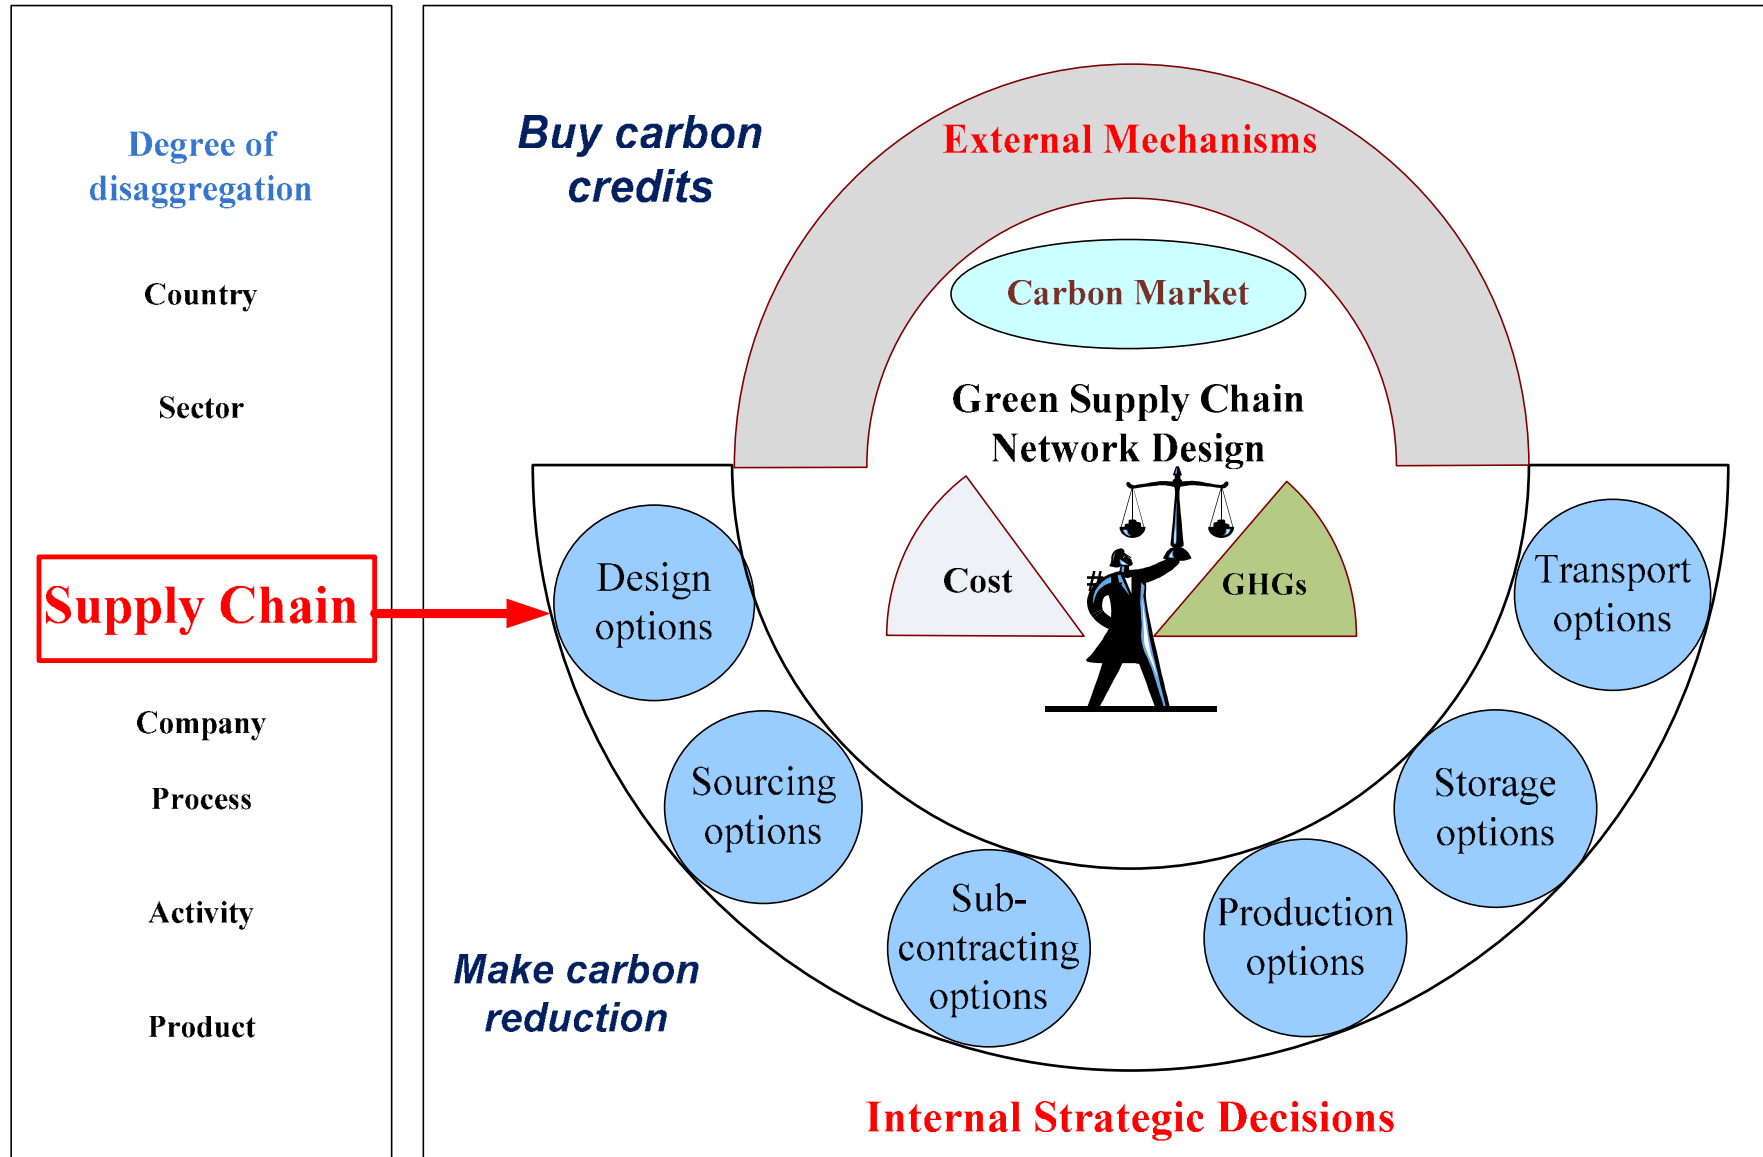 Degree of
disaggregation
Country
Sector
Supply Chain
Company
Process
Activity
Product
Buy carbon
credits
External Mechanisms
Carbon Market
Green Supply Chain
Network Design
Cost
#
GHGs
Design
options
Sourcing
options
Sub-
contracting
options
Production
options
Storage
options
Transport
options
Make carbon
reduction
Internal Strategic Decisions